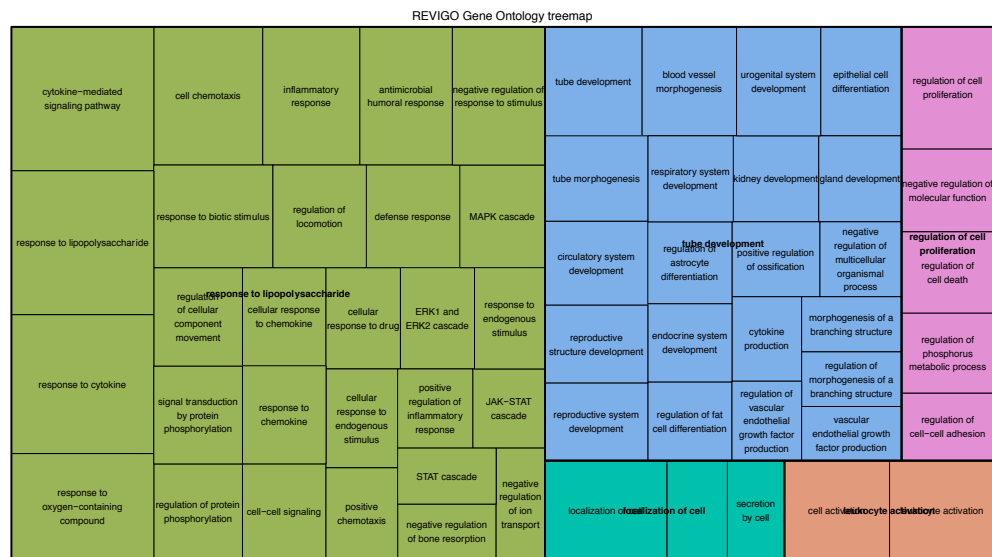 REVIGO Gene Ontology treemap
cytokine−mediated
signaling pathway
cell chemotaxis
inflammatory
response
antimicrobial
humoral response
negative regulation of
response to stimulus
response to lipopolysaccharide
response to biotic stimulus
regulation of
locomotion
defense response
MAPK cascade
regulation
of cellular
component
movement
response to lipopolysaccharide
cellular response
to chemokine
cellular
response to drug
ERK1 and
ERK2 cascade
response to
endogenous
stimulus
response to cytokine
signal transduction
by protein
phosphorylation
response to
chemokine
cellular
response to
endogenous
stimulus
positive
regulation of
inflammatory
response
JAK−STAT
cascade
response to
oxygen−containing
compound
regulation of protein
phosphorylation
cell−cell signaling
positive
chemotaxis
STAT cascade
negative regulation
of bone resorption
negative
regulation
of ion
transport
tube development
blood vessel
morphogenesis
urogenital system
development
epithelial cell
differentiation
tube morphogenesis
respiratory system
development
kidney development
gland development
circulatory system
development
regulation of
astrocyte
differentiation
tube development
positive regulation
of ossification
negative
regulation of
multicellular
organismal
process
reproductive
structure development
endocrine system
development
cytokine
production
morphogenesis of a
branching structure
regulation of
morphogenesis of a
branching structure
reproductive system
development
regulation of fat
cell differentiation
regulation of
vascular
endothelial
growth factor
production
vascular
endothelial growth
factor production
regulation of cell
proliferation
negative regulation of
molecular function
regulation of cell
proliferation
regulation of
cell death
regulation of
phosphorus
metabolic process
regulation of
cell−cell adhesion
localization of
localization of cell
secretion
by cell
cell activation
leukocyte activation
activation